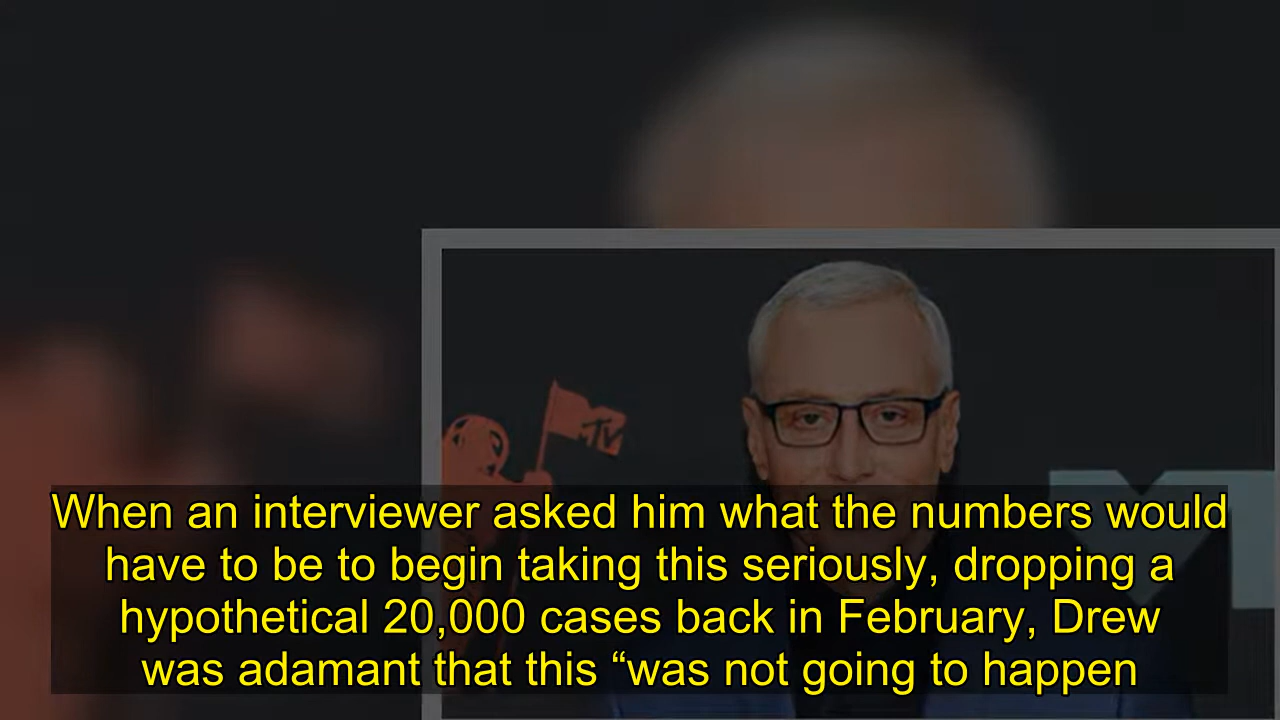 MTV
When an interviewer asked him what the numbers would
have to be to begin taking this seriously, dropping a
hypothetical 20,000 cases back in February, Drew
was adamant that this “was not going to happen